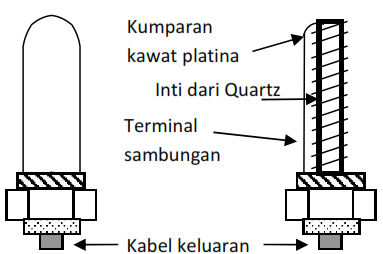 Kumparan
kawat platina
Inti dari Quartz
Terminal
sambungan
Kabel keluaran